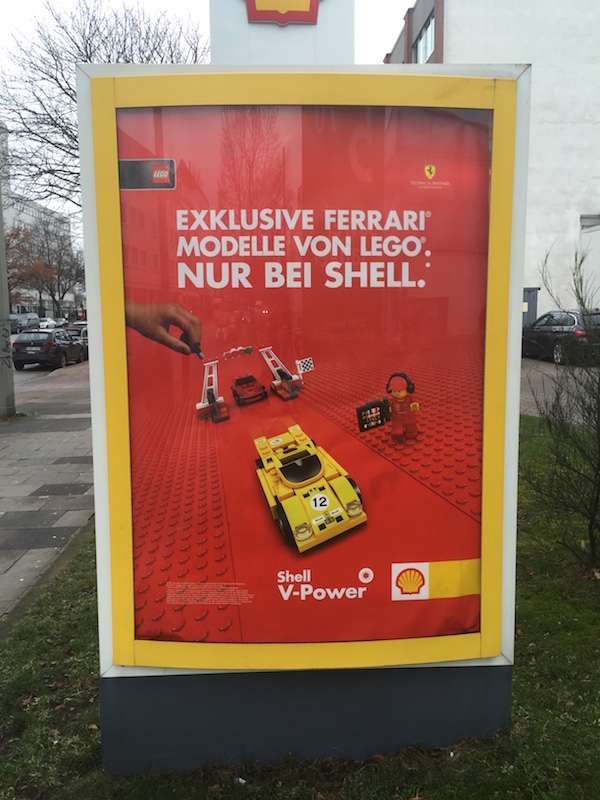 LEGO
EXKLUSIVE FERRARI®
MODELLE VON LEGO®.
NUR BEI SHELL.
12
Shell
V-Power